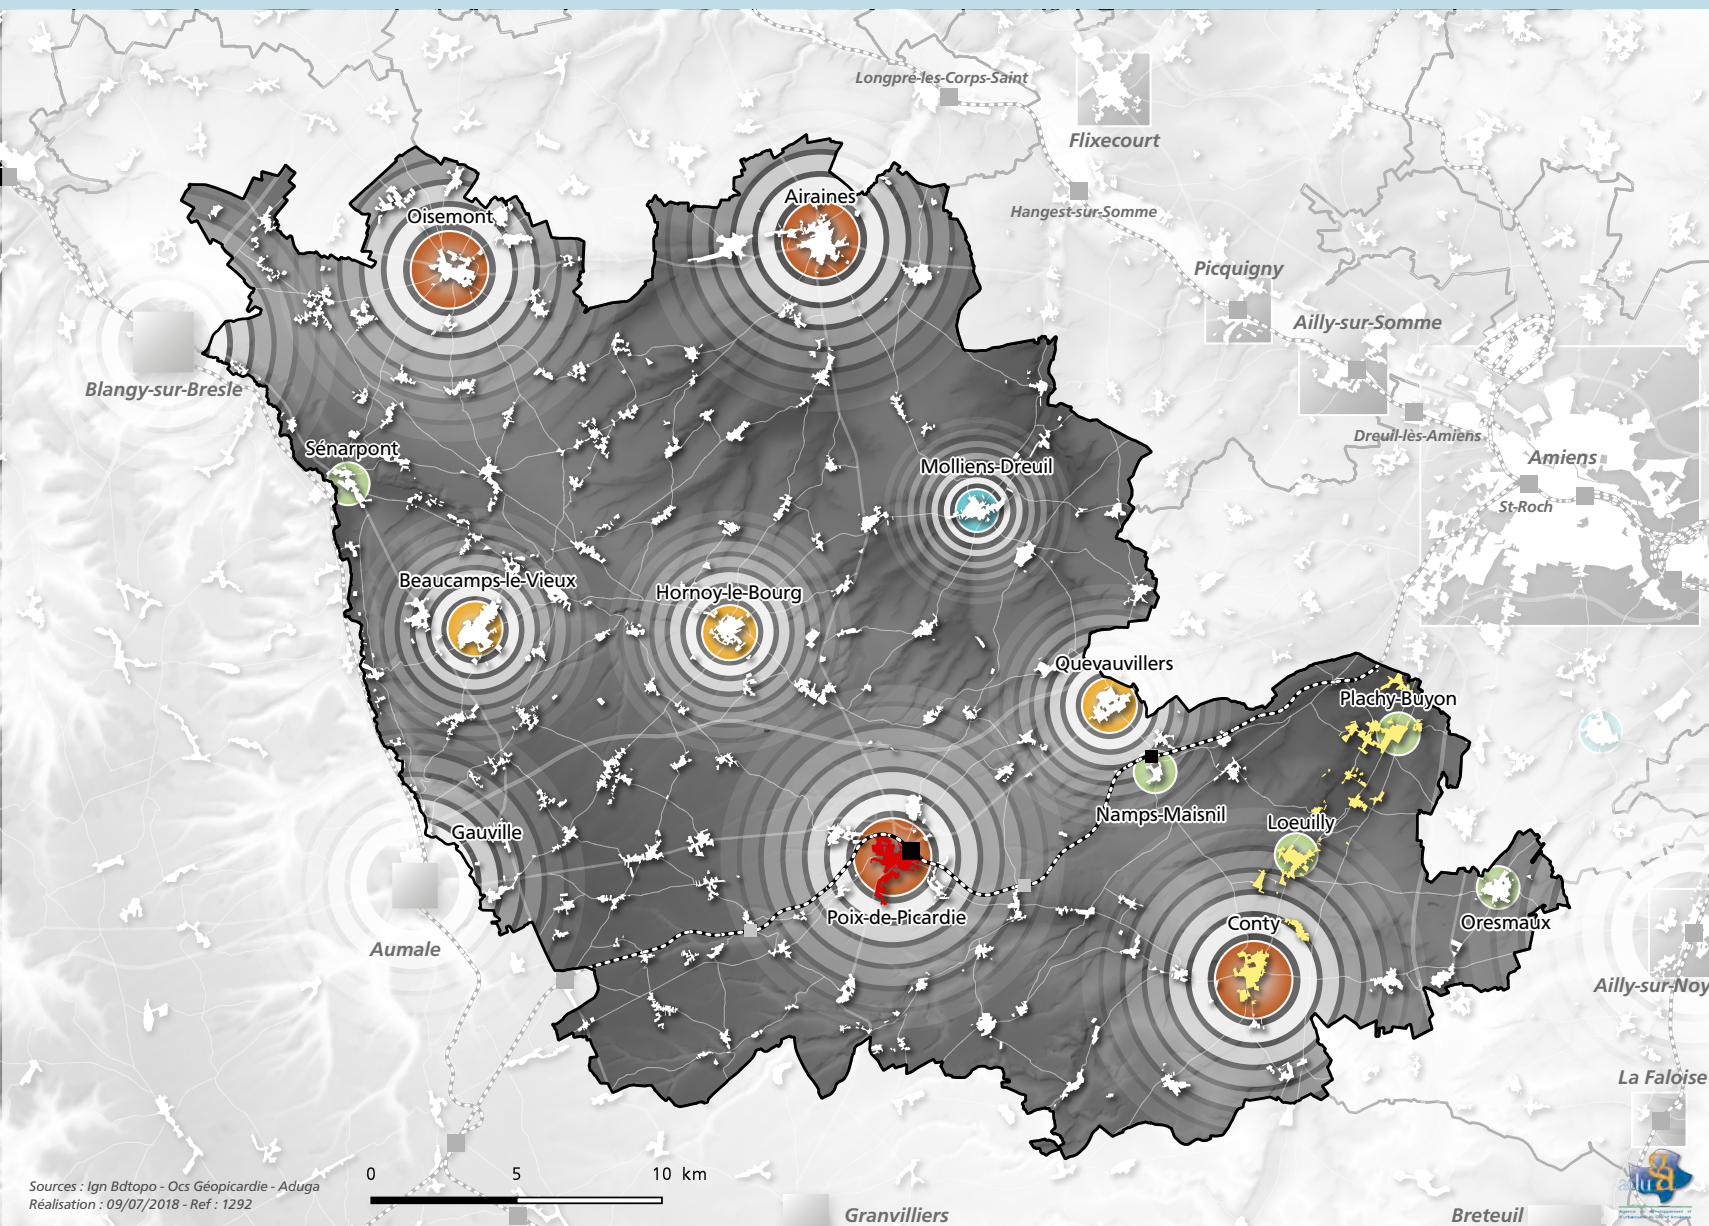 Longpré-les-Corps-Saint
Flixecourt
Airaines
Oisemont
Hangest-sur-Somme
Picquigny
Ailly-sur-Somme
Blangy-sur-Bresle
Dreuil-lès-Amiens
Sénarpont
Amiens
Molliens-Dreuil
St-Roch
Beaucamps-le-Vieux
Hornoy-le-Bourg
Quevauvillers
Plachy-Buyon
Namps-Maisnil
Loeuilly
Gauville
Poix-de-Picardie
Conty
Oresmaux
Aumale
Ailly-sur-Noy
La Faloise
0 5 10 km
Sources : Ign Bdtopo - Ocs Géopicardie - Aduga
Réalisation : 09/07/2018 - Ref : 1292
aduga
Granvilliers
Breteuil